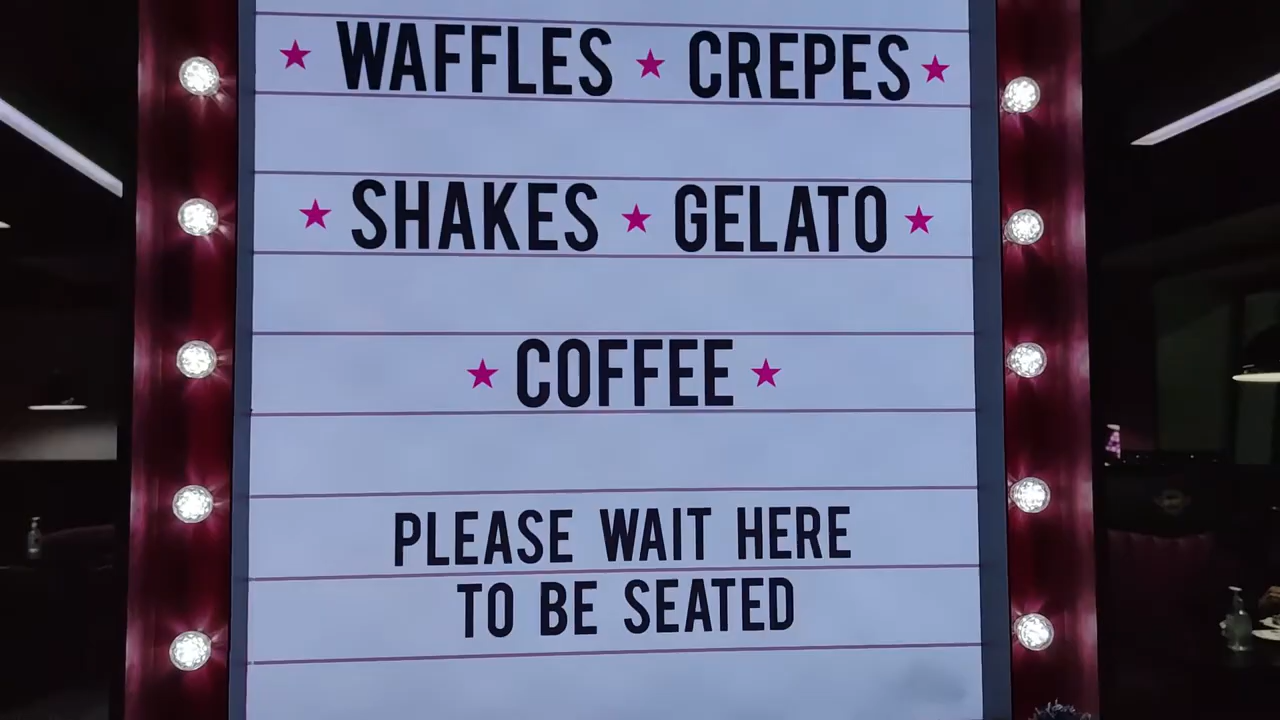 ★ WAFFLES ★ CREPES ★
★ SHAKES ★ GELATO ★
★ COFFEE ★
PLEASE WAIT HERE
TO BE SEATED